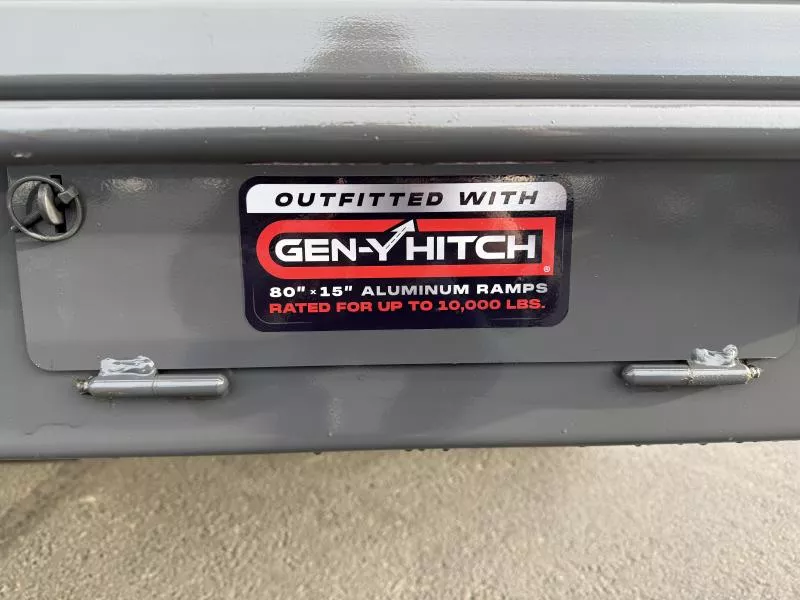 OUTFITTED WITH
GEN-Y HITCH®
80" x 15" ALUMINUM RAMPS
RATED FOR UP TO 10,000 LBS.